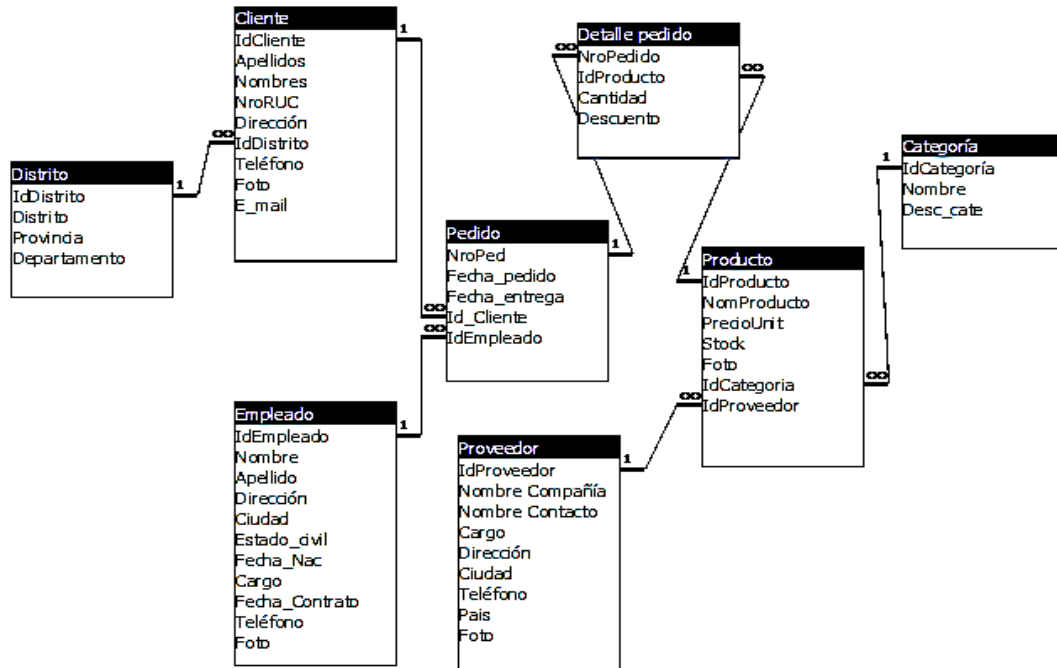 Cliente
IdCliente
Apellidos
Nombres
NroRUC
Dirección
IdDistrito
Teléfono
Foto
E_mail
1
∞
Distrito
IdDistrito
Distrito
Provincia
Departamento
1
Detalle pedido
NroPedido
IdProducto
Cantidad
Descuento
∞
∞
Categoría
IdCategoría
Nombre
Desc_cate
1
Pedido
NroPed
Fecha_pedido
Fecha_entrega
Id_Cliente
IdEmpleado
1
∞
∞
Producto
IdProducto
NomProducto
PrecioUnit
Stock
Foto
IdCategoria
IdProveedor
1
∞
∞
Empleado
IdEmpleado
Nombre
Apellido
Dirección
Ciudad
Estado_civil
Fecha_Nac
Cargo
Fecha_Contrato
Teléfono
Foto
1
Proveedor
IdProveedor
Nombre Compañía
Nombre Contacto
Cargo
Dirección
Ciudad
Teléfono
Pais
Foto
1